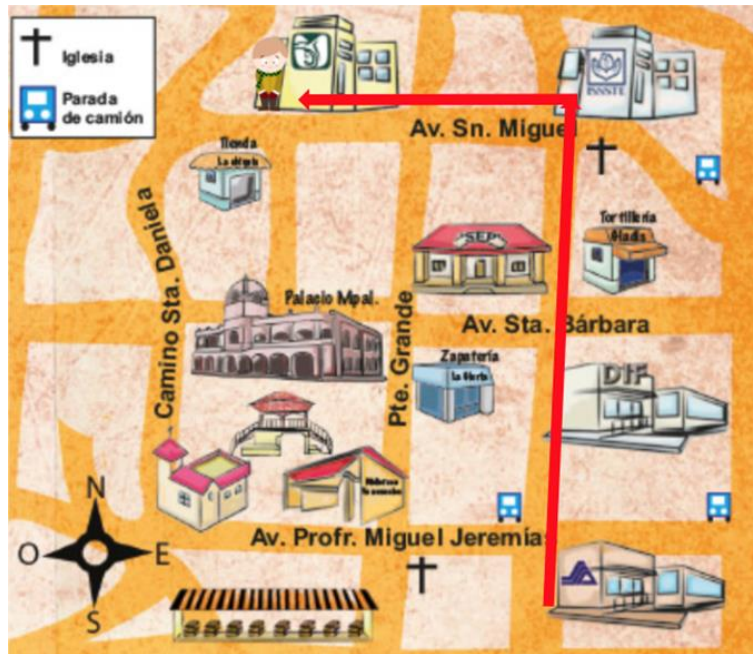 Iglesia
Parada
de camión
ISSSTE
Av. Sn. Miguel
Tienda
Tortillería
Camino Sta. Daniela
SEP
Palacio Mpal.
Av. Sta. Bárbara
Pte. Grande
Zapatería
DIF
N
O
E
S
Av. Profr. Miguel Jeremías